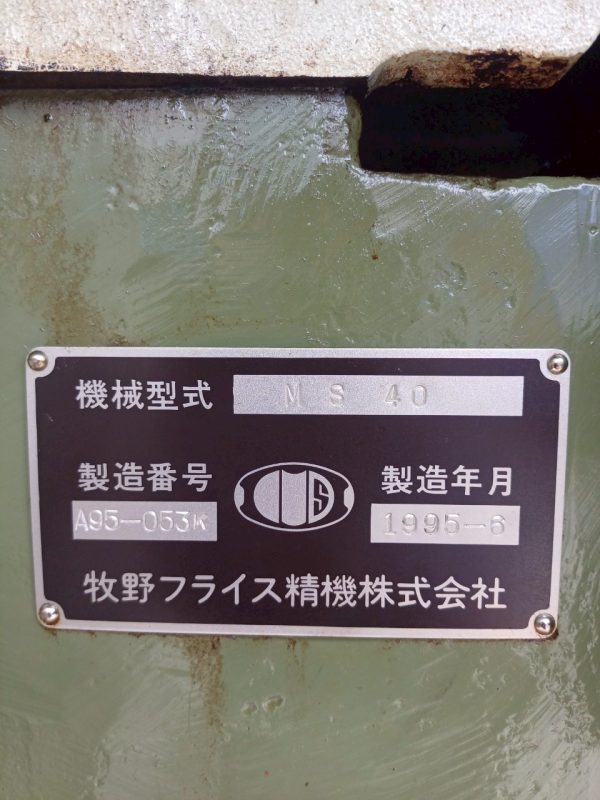 機械型式 MS 40
製造番号 製造年月
A95-053K 1995-6
牧野フライス精機株式会社